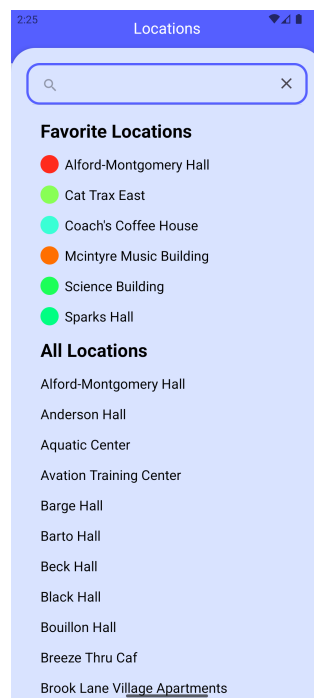 2:25
Locations
Favorite Locations
Alford-Montgomery Hall
Cat Trax East
Coach's Coffee House
Mcintyre Music Building
Science Building
Sparks Hall
All Locations
Alford-Montgomery Hall
Anderson Hall
Aquatic Center
Avation Training Center
Barge Hall
Barto Hall
Beck Hall
Black Hall
Bouillon Hall
Breeze Thru Caf
Brook Lane Village Apartments